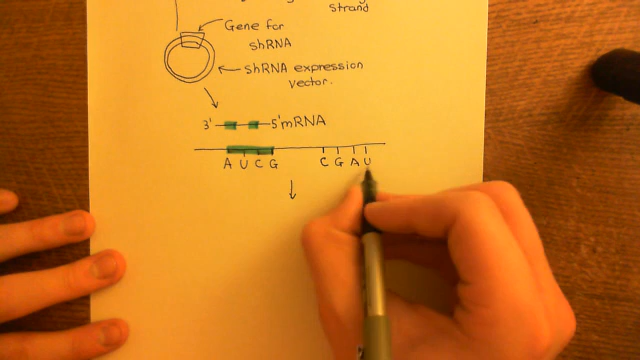 strand
Gene for
shRNA
shRNA expression
vector.
3' 5' mRNA
A U C G C G A U